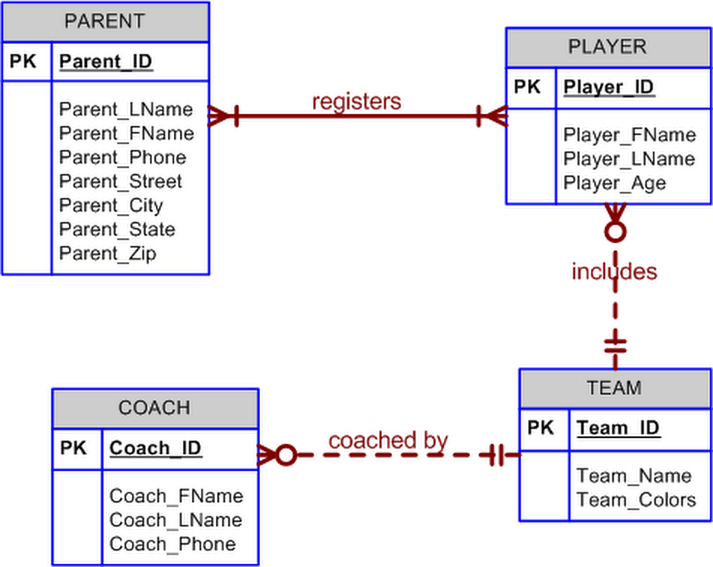 PARENT
PK Parent_ID
Parent_LName
Parent_FName
Parent_Phone
Parent_Street
Parent_City
Parent_State
Parent_Zip
registers
PLAYER
PK Player_ID
Player_FName
Player_LName
Player_Age
includes
TEAM
PK Team_ID
Team_Name
Team_Colors
coached by
COACH
PK Coach_ID
Coach_FName
Coach_LName
Coach_Phone